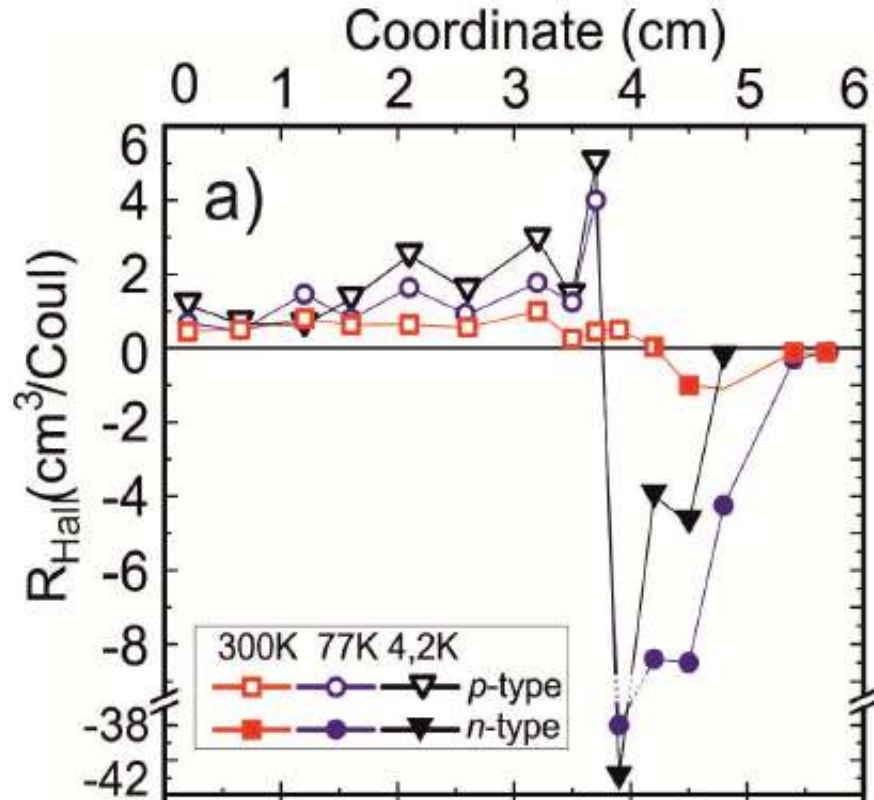 Coordinate (cm)
0 1 2 3 4 5 6
a)
6
4
2
0
-2
-4
-6
-8
-38
-42
R_Hall(cm³/Coul)
300K 77K 4,2K
p-type
n-type